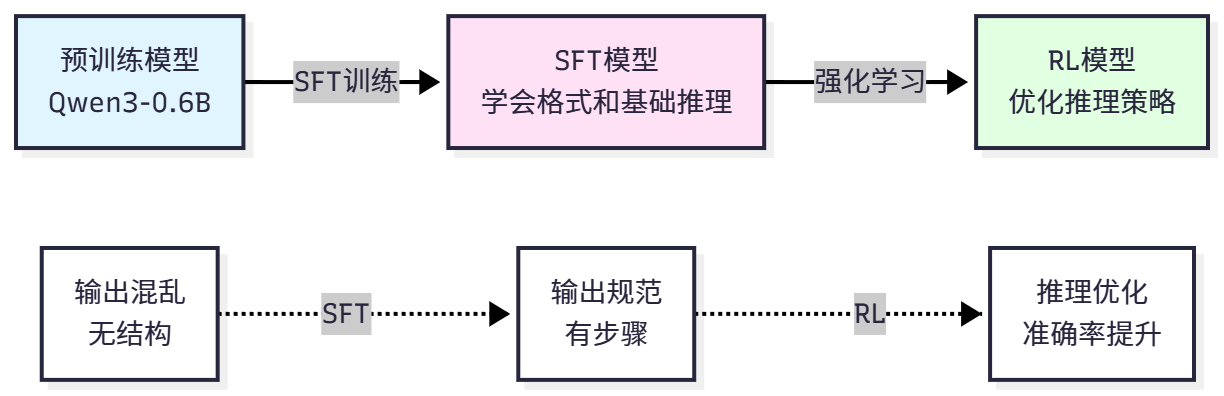 预训练模型
Qwen3-0.6B
SFT训练
SFT模型
学会格式和基础推理
强化学习
RL模型
优化推理策略
输出混乱
无结构
SFT
输出规范
有步骤
RL
推理优化
准确率提升